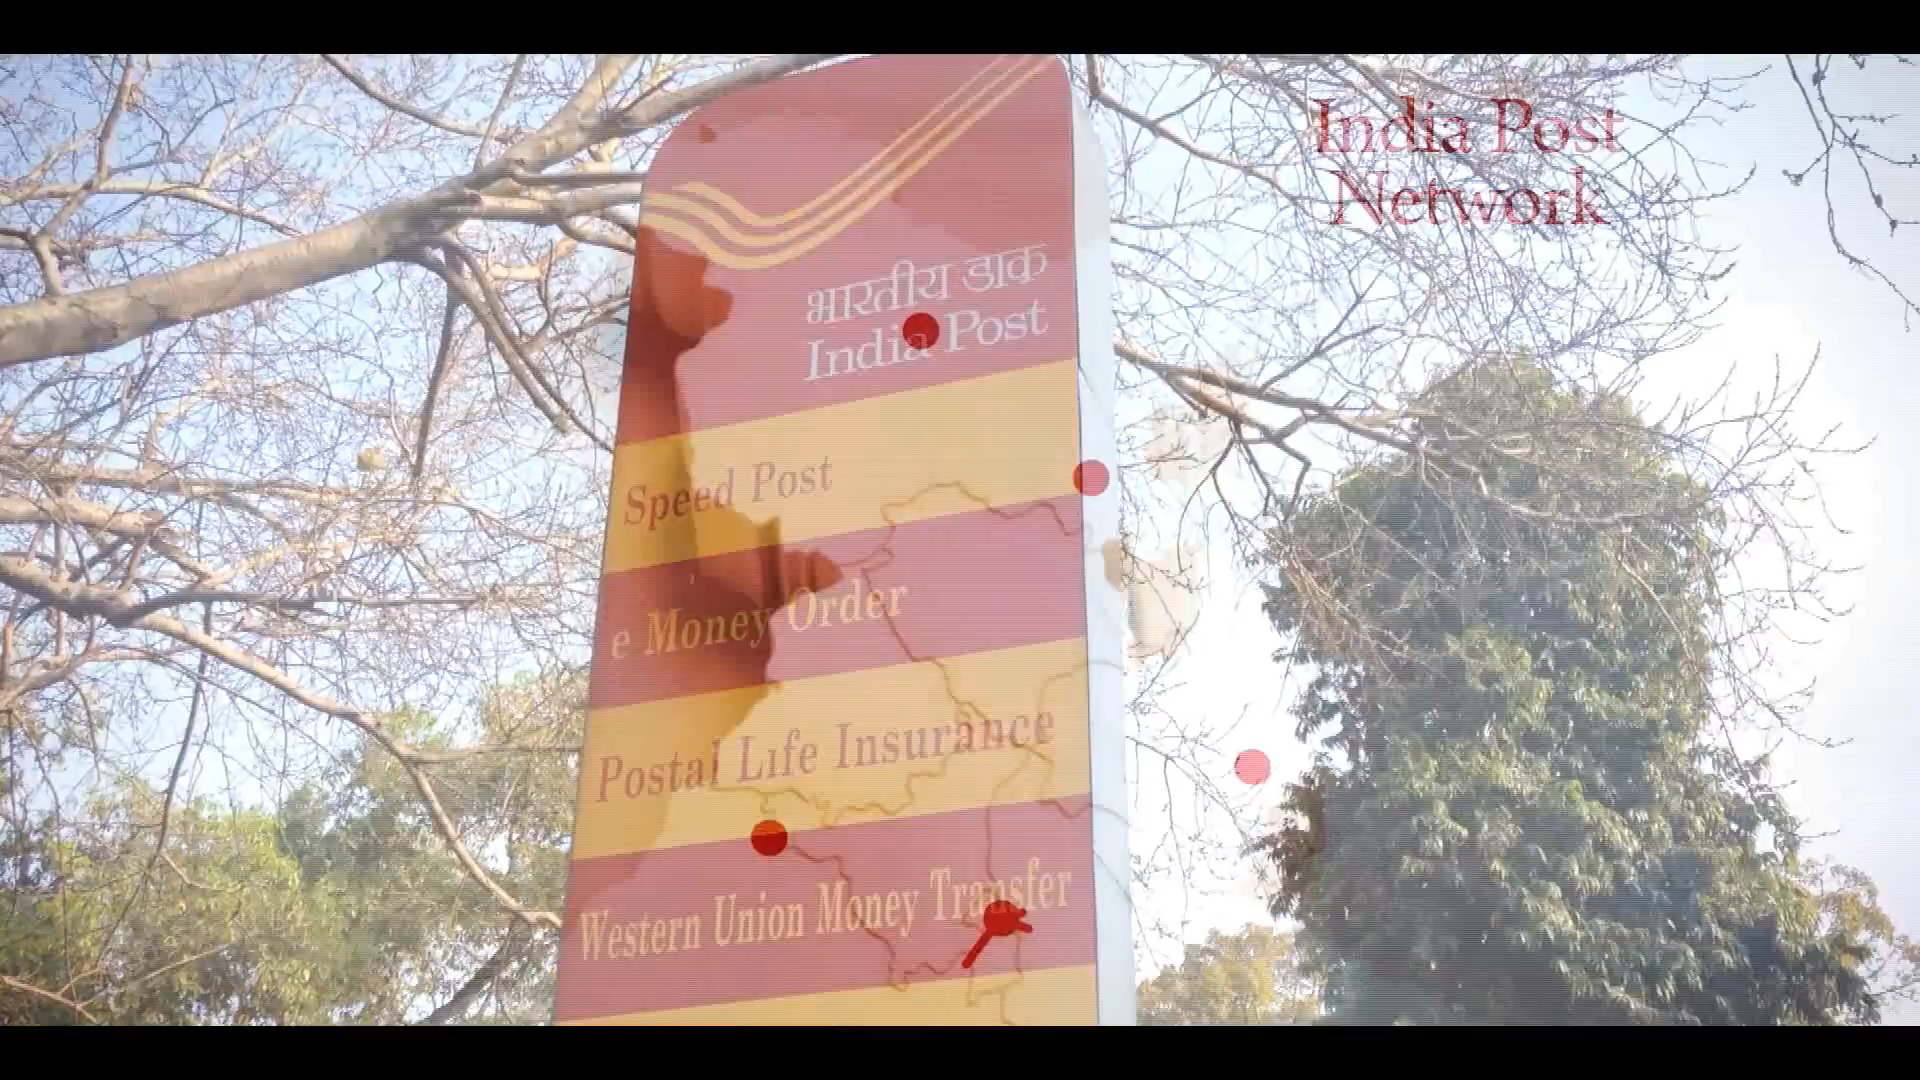 India Post
Network
भारतीय डाक
India Post
Speed Post
e Money Order
Postal Life Insurance
Western Union Money Transfer